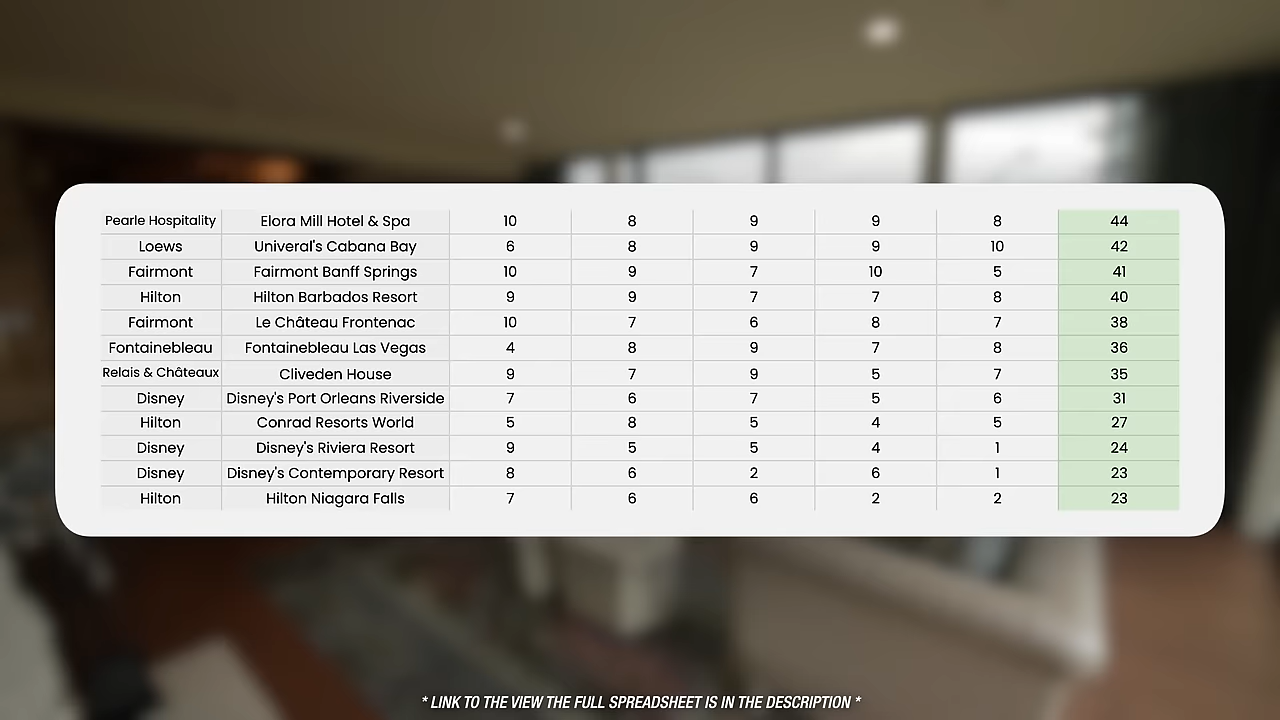 Pearle Hospitality Elora Mill Hotel & Spa 10 8 9 9 8 44
Loews Univeral's Cabana Bay 6 8 9 9 10 42
Fairmont Fairmont Banff Springs 10 9 7 10 5 41
Hilton Hilton Barbados Resort 9 9 7 7 8 40
Fairmont Le Château Frontenac 10 7 6 8 7 38
Fontainebleau Fontainebleau Las Vegas 4 8 9 7 8 36
Relais & Châteaux Cliveden House 9 7 9 5 7 35
Disney Disney's Port Orleans Riverside 7 6 7 5 6 31
Hilton Conrad Resorts World 5 8 5 4 5 27
Disney Disney's Riviera Resort 9 5 5 4 1 24
Disney Disney's Contemporary Resort 8 6 2 6 1 23
Hilton Hilton Niagara Falls 7 6 6 2 2 23
* LINK TO THE VIEW THE FULL SPREADSHEET IS IN THE DESCRIPTION *